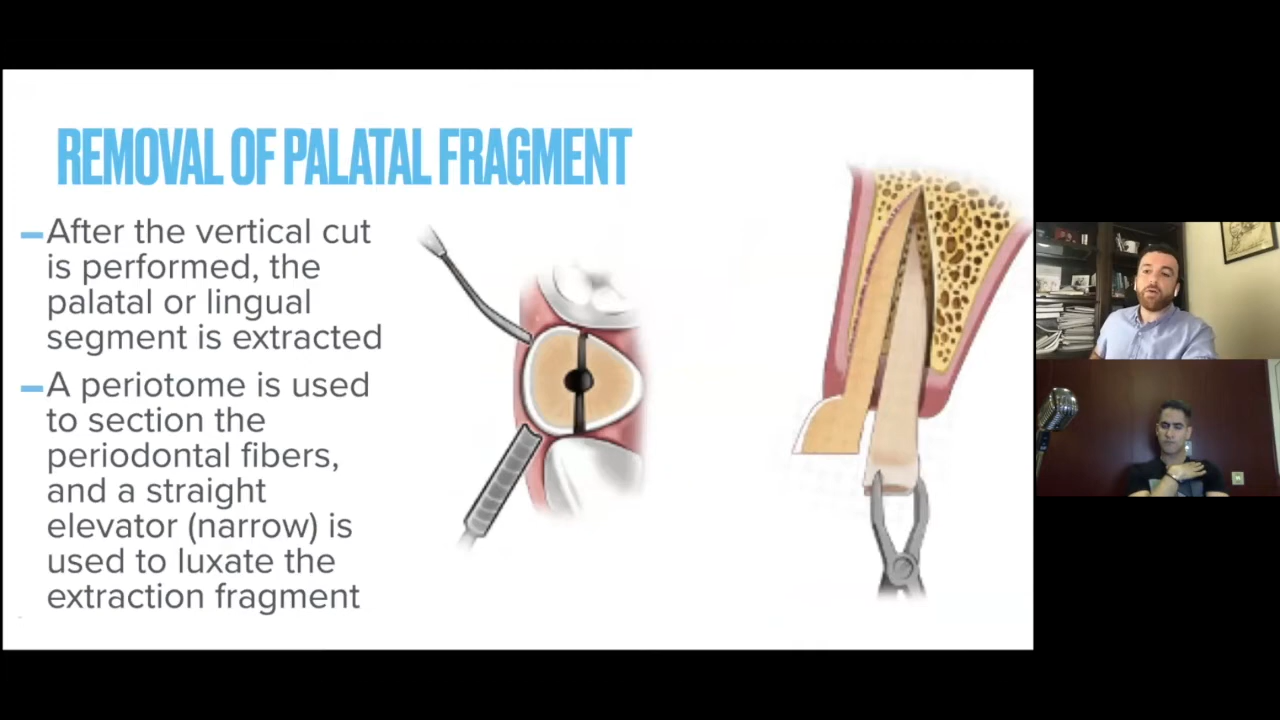 REMOVAL OF PALATAL FRAGMENT
After the vertical cut
is performed, the
palatal or lingual
segment is extracted
A periotome is used
to section the
periodontal fibers,
and a straight
elevator (narrow) is
used to luxate the
extraction fragment